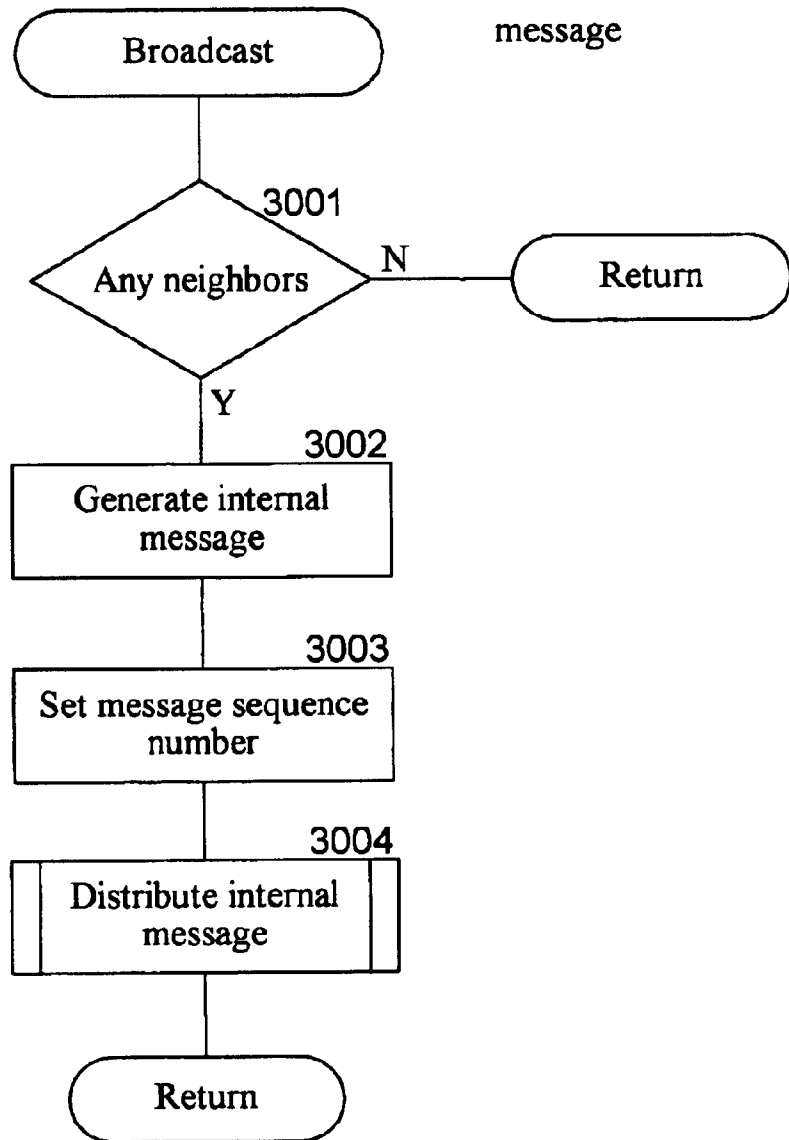 Broadcast
message
3001
Any neighbors
N
Return
Y
3002
Generate internal
message
3003
Set message sequence
number
3004
Distribute internal
message
Return